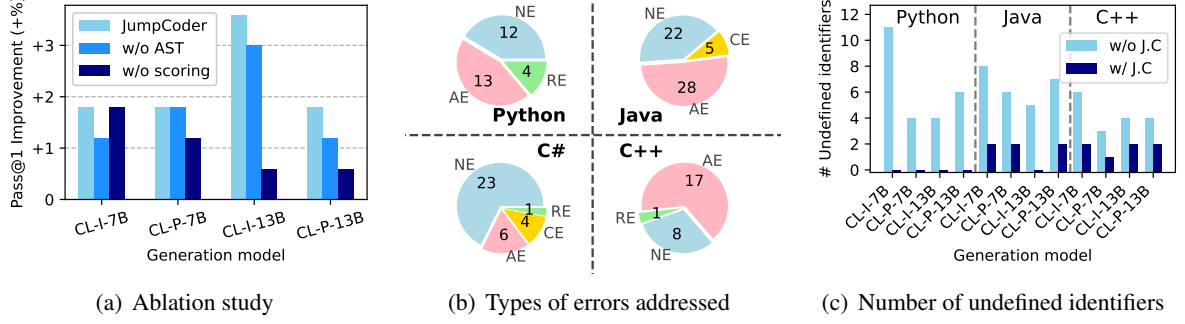 Pass@1 Improvement (+%)
+3
+2
+1
0
JumpCoder
w/o AST
w/o scoring
CL-I-7B
CL-P-7B
CL-I-13B
CL-P-13B
Generation model
(a) Ablation study
NE
12
4
RE
13
AE
Python
NE
22
5
CE
28
AE
Java
C#
NE
23
1
RE
4
CE
6
AE
C++
AE
17
RE
1
8
NE
(b) Types of errors addressed
# Undefined identifiers
12
10
8
6
4
2
0
Python
Java
C++
w/o J.C
w/ J.C
CL-I-7B
CL-P-7B
CL-I-13B
CL-P-13B
CL-I-7B
CL-P-7B
CL-I-13B
CL-P-13B
CL-I-7B
CL-P-7B
CL-I-13B
CL-P-13B
Generation model
(c) Number of undefined identifiers